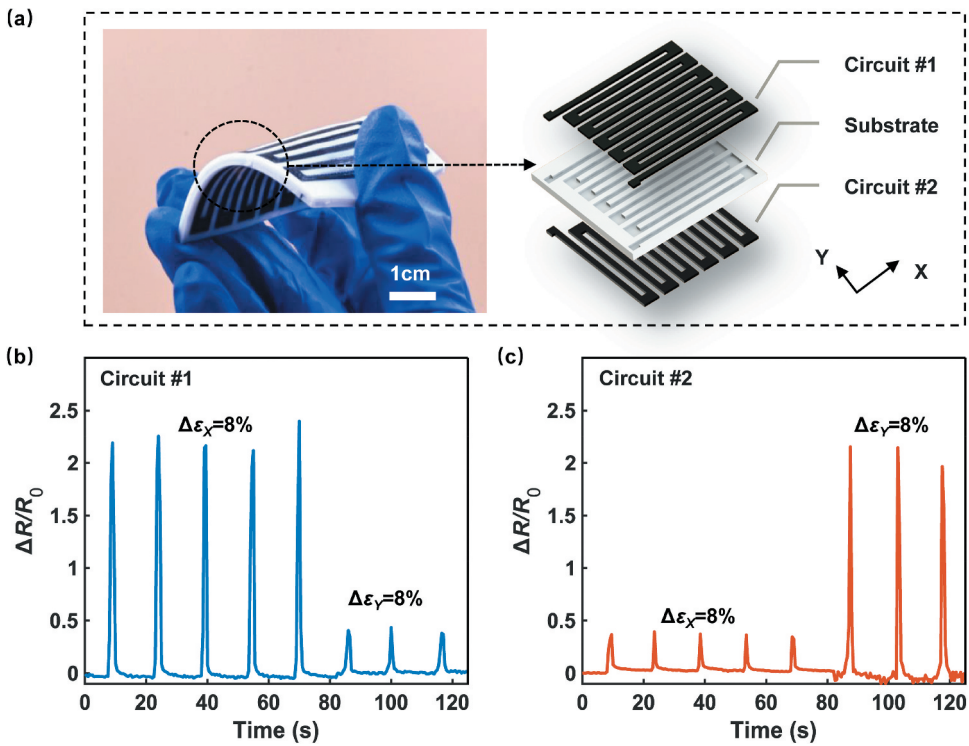 (a)
Circuit #1
Substrate
Circuit #2
1cm
Y
X
(b)
Circuit #1
ΔεX=8%
ΔεY=8%
2.5
2
1.5
1
0.5
0
ΔR/R0
0 20 40 60 80 100 120
Time (s)
(c)
Circuit #2
ΔεY=8%
ΔεX=8%
2.5
2
1.5
1
0.5
0
ΔR/R0
0 20 40 60 80 100 120
Time (s)